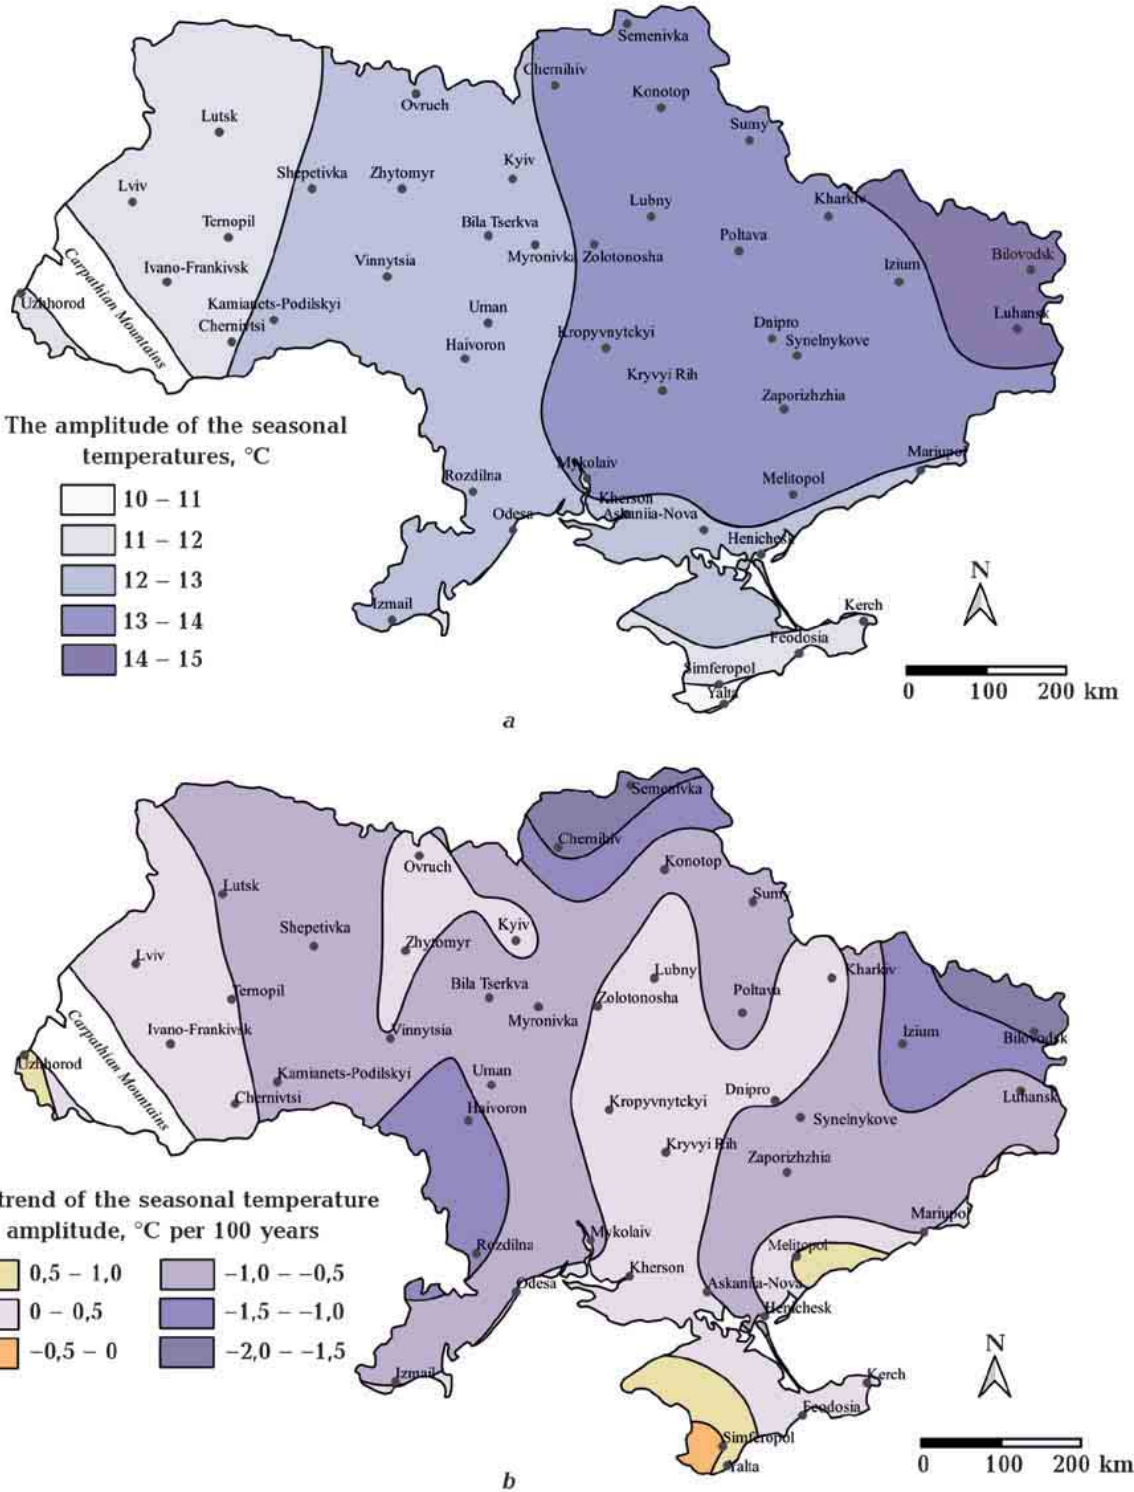 Semenivka
Chernihiv
Konotop
Ovruch
Lutsk
Sumy
Kyiv
Shepetivka
Zhytomyr
Lviv
Kharkiv
Lubny
Ternopil
Bila Tserkva
Poltava
Myronivka
Zolotonosha
Bilovodsk
Vinnytsia
Izium
Ivano-Frankivsk
Carpathian Mountains
Uzhhorod
Kamianets-Podilskyi
Uman
Luhansk
Chernivtsi
Dnipro
Kropyvnytckyi
Synelnykove
Haivoron
Kryvyi Rih
Zaporizhzhia
The amplitude of the seasonal
temperatures, °C
Mariupol
Mykolaiv
Rozdilna
Melitopol
10 – 11
Kherson
Odesa
Askaniia-Nova
11 – 12
Henichesk
12 – 13
N
Izmail
Kerch
13 – 14
Feodosia
14 – 15
Simferopol
Yalta
0 100 200 km
a
Semenivka
Chernihiv
Konotop
Ovruch
Lutsk
Sumy
Shepetivka
Kyiv
Zhytomyr
Lviv
Kharkiv
Lubny
Ternopil
Bila Tserkva
Poltava
Zolotonosha
Myronivka
Ivano-Frankivsk
Vinnytsia
Izium
Bilovodsk
Carpathian Mountains
Uzhhorod
Kamianets-Podilskyi
Uman
Chernivtsi
Dnipro
Luhansk
Haivoron
Kropyvnytckyi
Synelnykove
Kryvyi Rih
Zaporizhzhia
trend of the seasonal temperature
amplitude, °C per 100 years
Mariupol
Mykolaiv
Rozdilna
Melitopol
0,5 – 1,0
−1,0 – −0,5
Kherson
Odesa
Askaniia-Nova
0 – 0,5
−1,5 – −1,0
Henichesk
−0,5 – 0
−2,0 – −1,5
N
Izmail
Kerch
Feodosia
Simferopol
Yalta
0 100 200 km
b